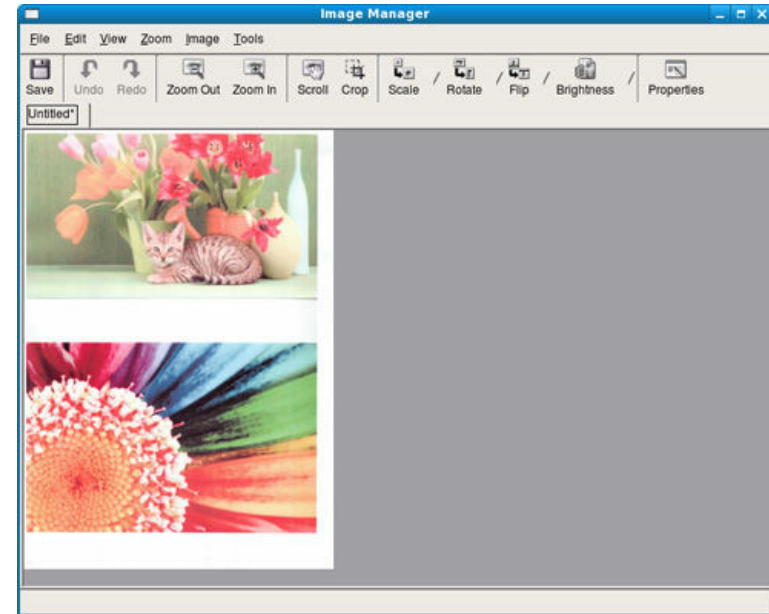 Image Manager
File Edit View Zoom Image Tools
Save Undo Redo Zoom Out Zoom In Scroll Crop Scale / Rotate / Flip / Brightness / Properties
Untitled*